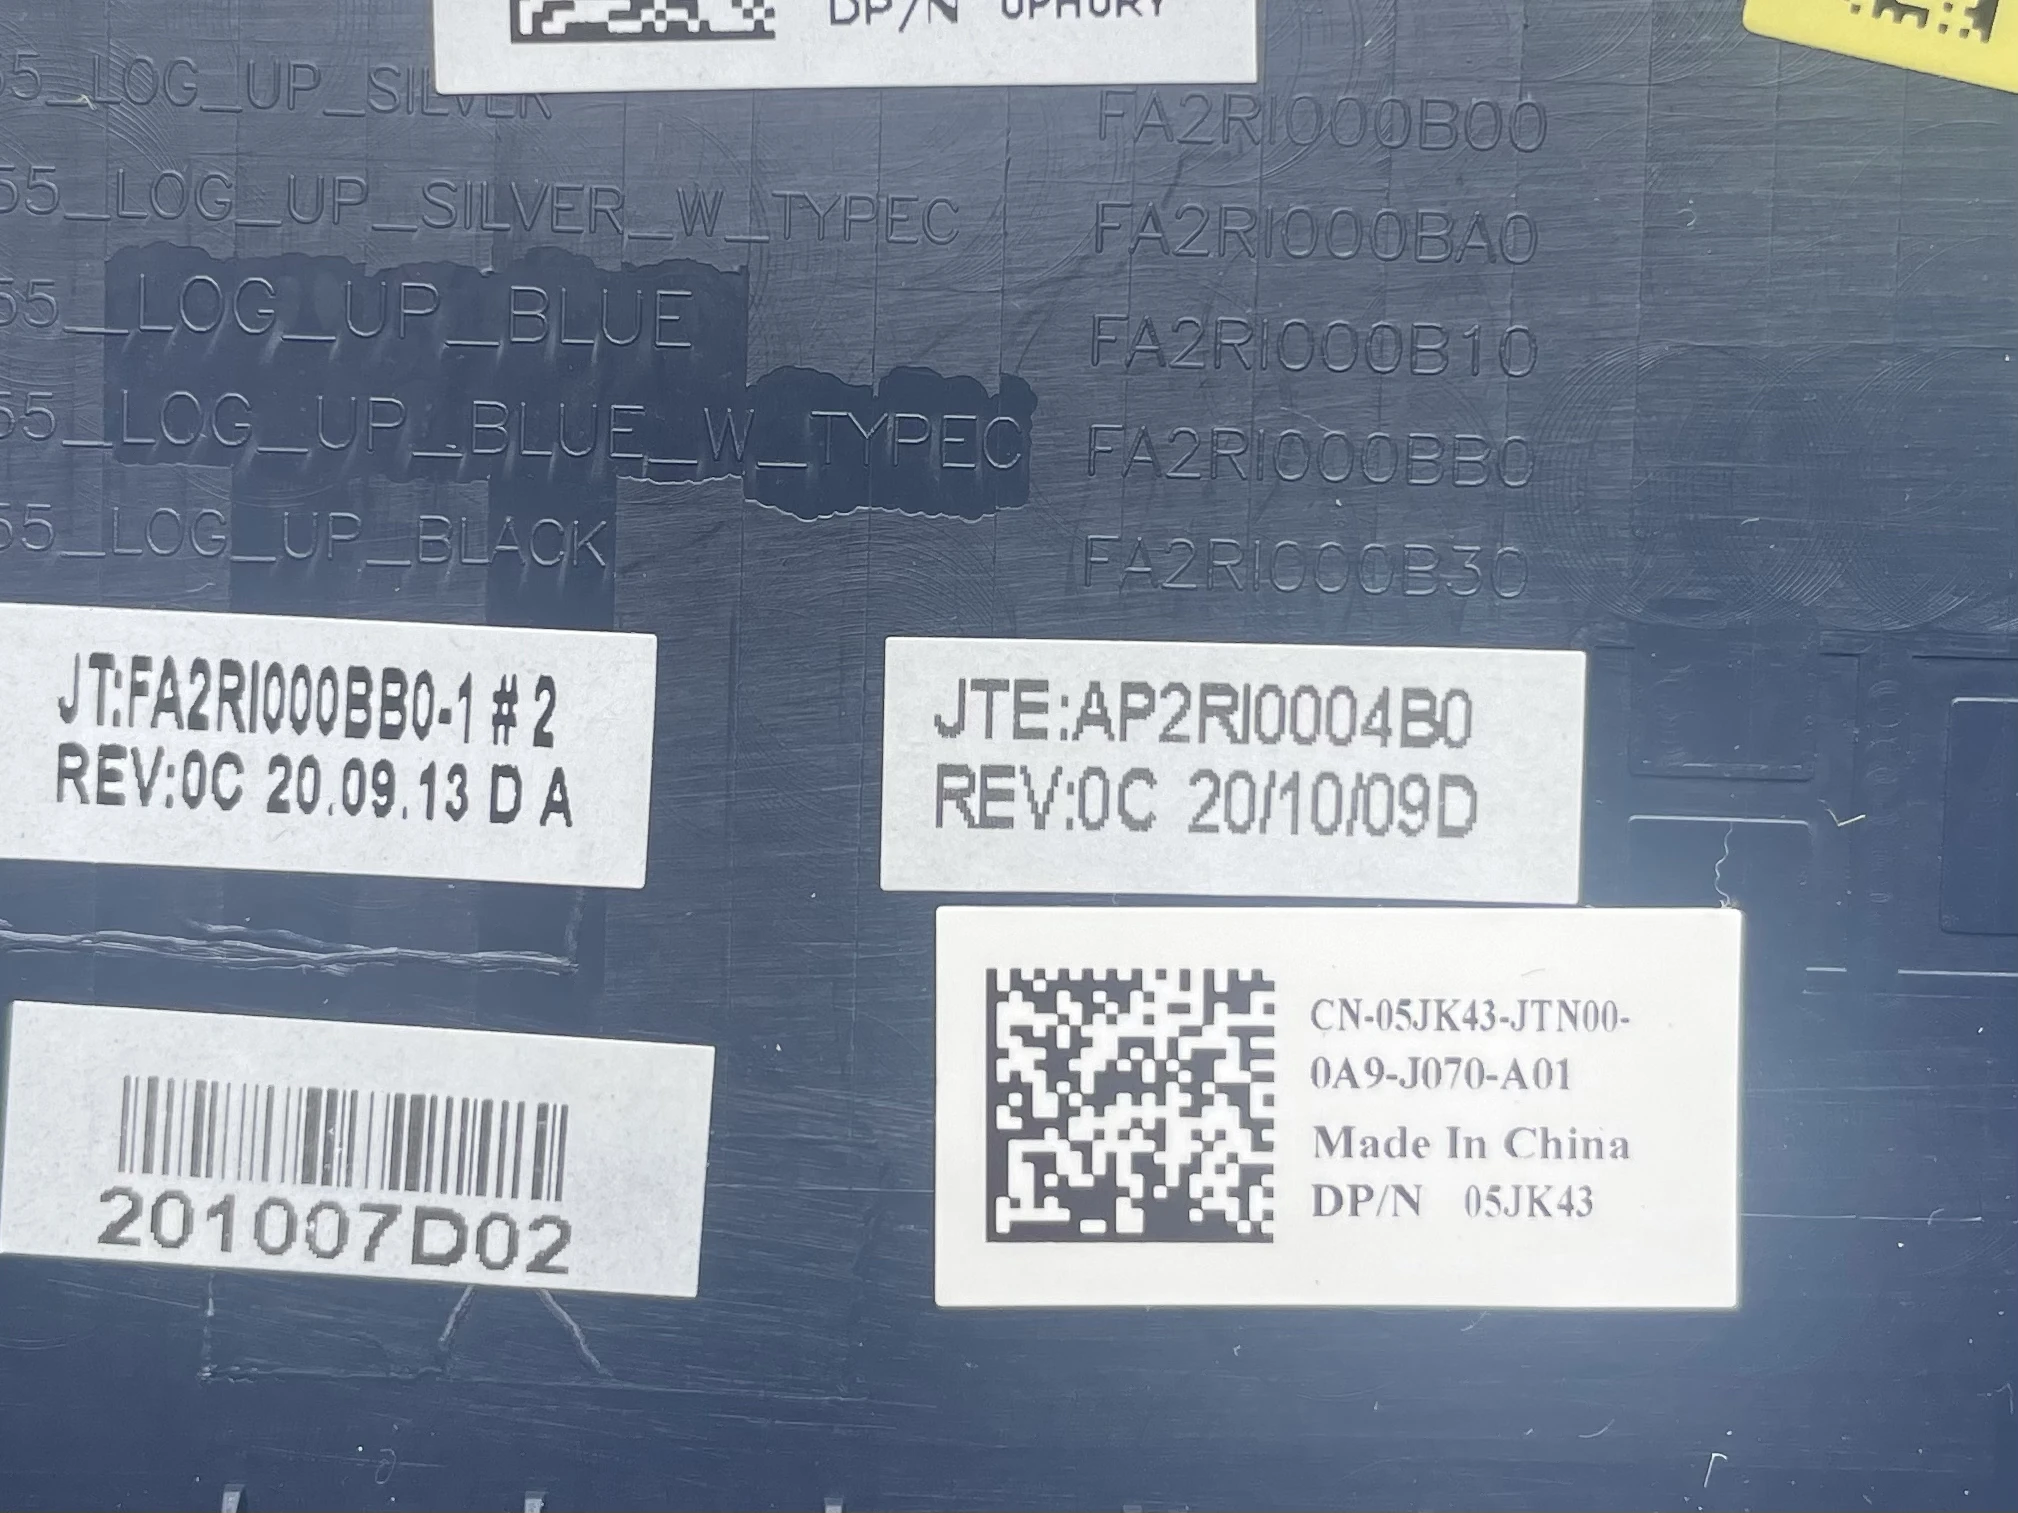 DP/N
55_LOG_UP_SILVER FA2RI000B00
55_LOG_UP_SILVER_W_TYPEC FA2RI000BA0
55_LOG_UP_BLUE FA2RI000B10
55_LOG_UP_BLUE_W_TYPEC FA2RI000BB0
55_LOG_UP_BLACK FA2RI000B30
JT:FA2RI000BB0-1 # 2
REV:0C 20.09.13 D A
JTE:AP2RI0004B0
REV:0C 20/10/09D
201007D02
CN-05JK43-JTN00-
0A9-J070-A01
Made In China
DP/N 05JK43